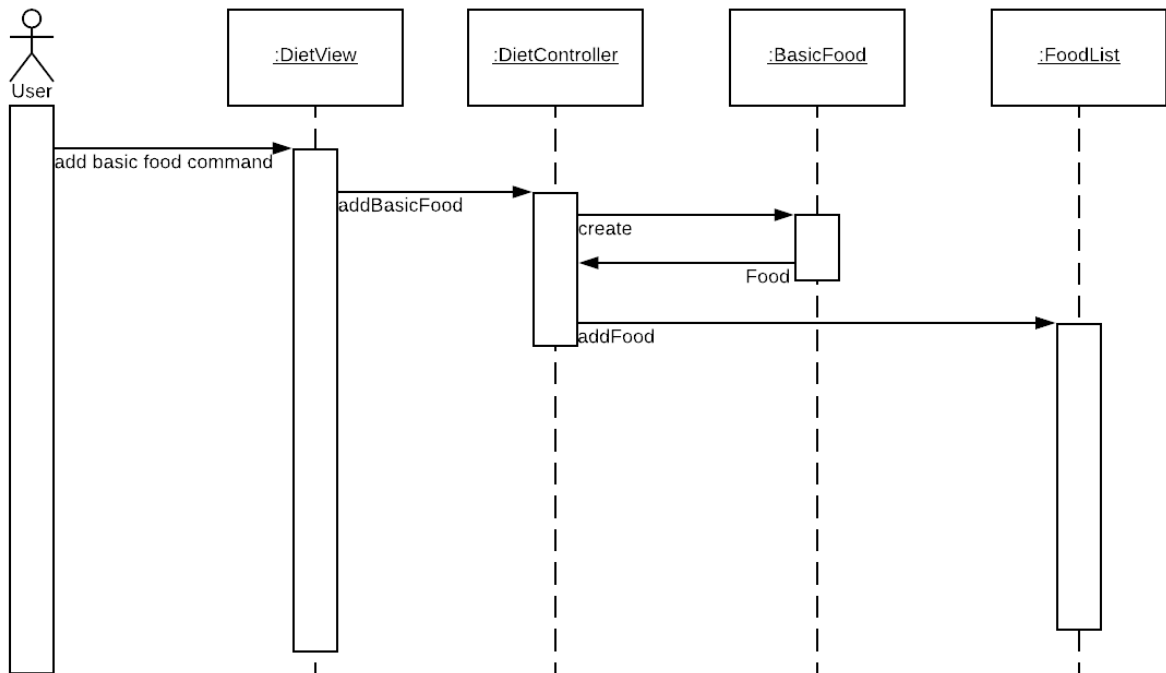 User
:DietView
:DietController
:BasicFood
:FoodList
add basic food command
addBasicFood
create
Food
addFood